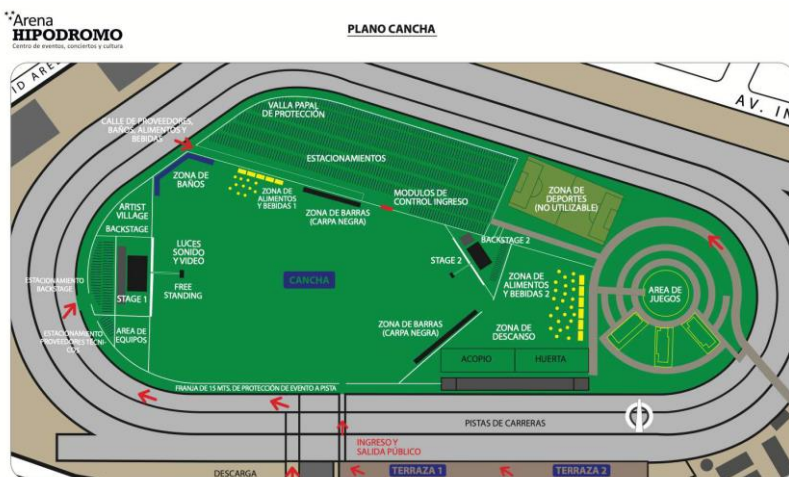 Arena
HIPODROMO
Centro de eventos, conciertos y cultura
PLANO CANCHA
ID ARE
AV. IN
VALLA PAPAL
DE PROTECCIÓN
CALLE DE PROVEEDORES,
BAÑOS, ALIMENTOS Y
BEBIDAS
ESTACIONAMIENTOS
ZONA DE
BAÑOS
ZONA DE
ALIMENTOS
Y BEBIDAS 1
MODULOS DE
CONTROL INGRESO
ZONA DE
DEPORTES
(NO UTILIZABLE)
ZONA DE BARRAS
(CARPA NEGRA)
ARTIST
VILLAGE
BACKSTAGE
LUCES
SONIDO
Y VIDEO
BACKSTAGE 2
STAGE 2
CANCHA
FREE
STANDING
ESTACIONAMIENTO
BACKSTAGE
STAGE 1
ZONA DE
ALIMENTOS
Y BEBIDAS 2
AREA DE
JUEGOS
ESTACIONAMIENTO
PROVEEDORES TECNI-
COS
AREA DE
EQUIPOS
ZONA DE BARRAS
(CARPA NEGRA)
ZONA DE
DESCANSO
ACOPIO
HUERTA
FRANJA DE 15 MTS. DE PROTECCIÓN DE EVENTO A PISTA
PISTAS DE CARRERAS
INGRESO Y
SALIDA PÚBLICO
DESCARGA
TERRAZA 1
TERRAZA 2